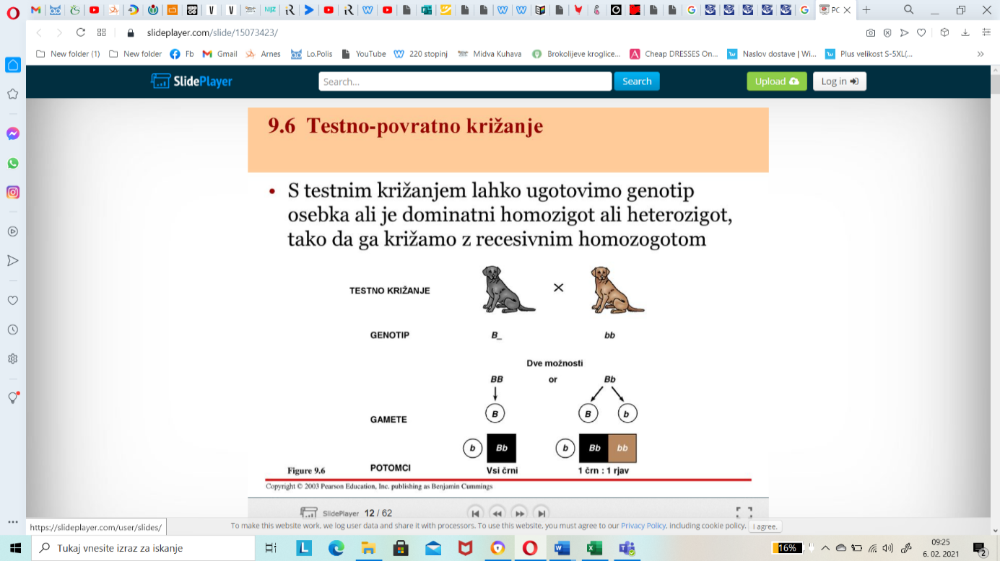 PC
slideplayer.com/slide/15073423/
New folder (1) New folder Fb Gmail Arnes Lo.Polis YouTube 220 stopinj Midva Kuhava Brokolijeve kroglice... Cheap DRESSES On... Naslov dostave | Wi... Plus velikost S-5XL(...
SlidePlayer Search... Search Upload Log in
9.6 Testno-povratno križanje
• S testnim križanjem lahko ugotovimo genotip
osebka ali je dominatni homozigot ali heterozigot,
tako da ga križamo z recesivnim homozogotom
TESTNO KRIŽANJE ×
GENOTIP B_ bb
Dve možnosti
BB or Bb
GAMETE B B b
b Bb b Bb bb
Figure 9.6 POTOMCI Vsi črni 1 črn : 1 rjav
Copyright © 2003 Pearson Education, Inc. publishing as Benjamin Cummings
SlidePlayer 12 / 62
https://slideplayer.com/user/slides/ To make this website work, we log user data and share it with processors. To use this website, you must agree to our Privacy Policy, including cookie policy. I agree.
Tukaj vnesite izraz za iskanje 16% 09:25
6. 02. 2021 2